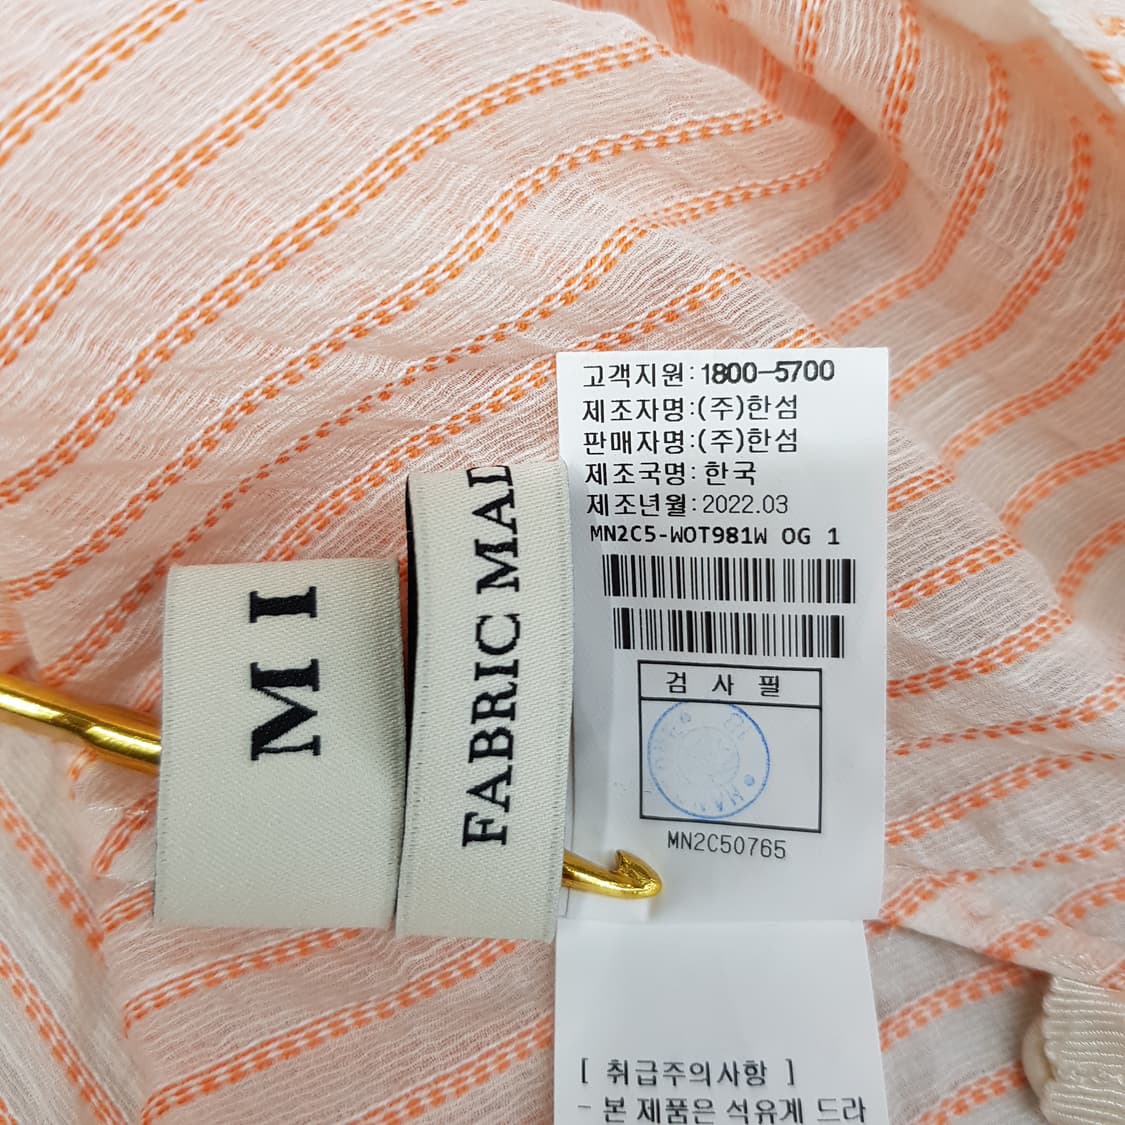 고객지원:1800-5700
제조자명:(주)한섬
판매자명:(주)한섬
제조국명:한국
제조년월:2022.03
MN2C5-WOT981W OG 1
검 사 필
MN2C50765
[ 취급주의사항 ]
- 본 제품은 석유계 드라
M I
FABRIC MAD